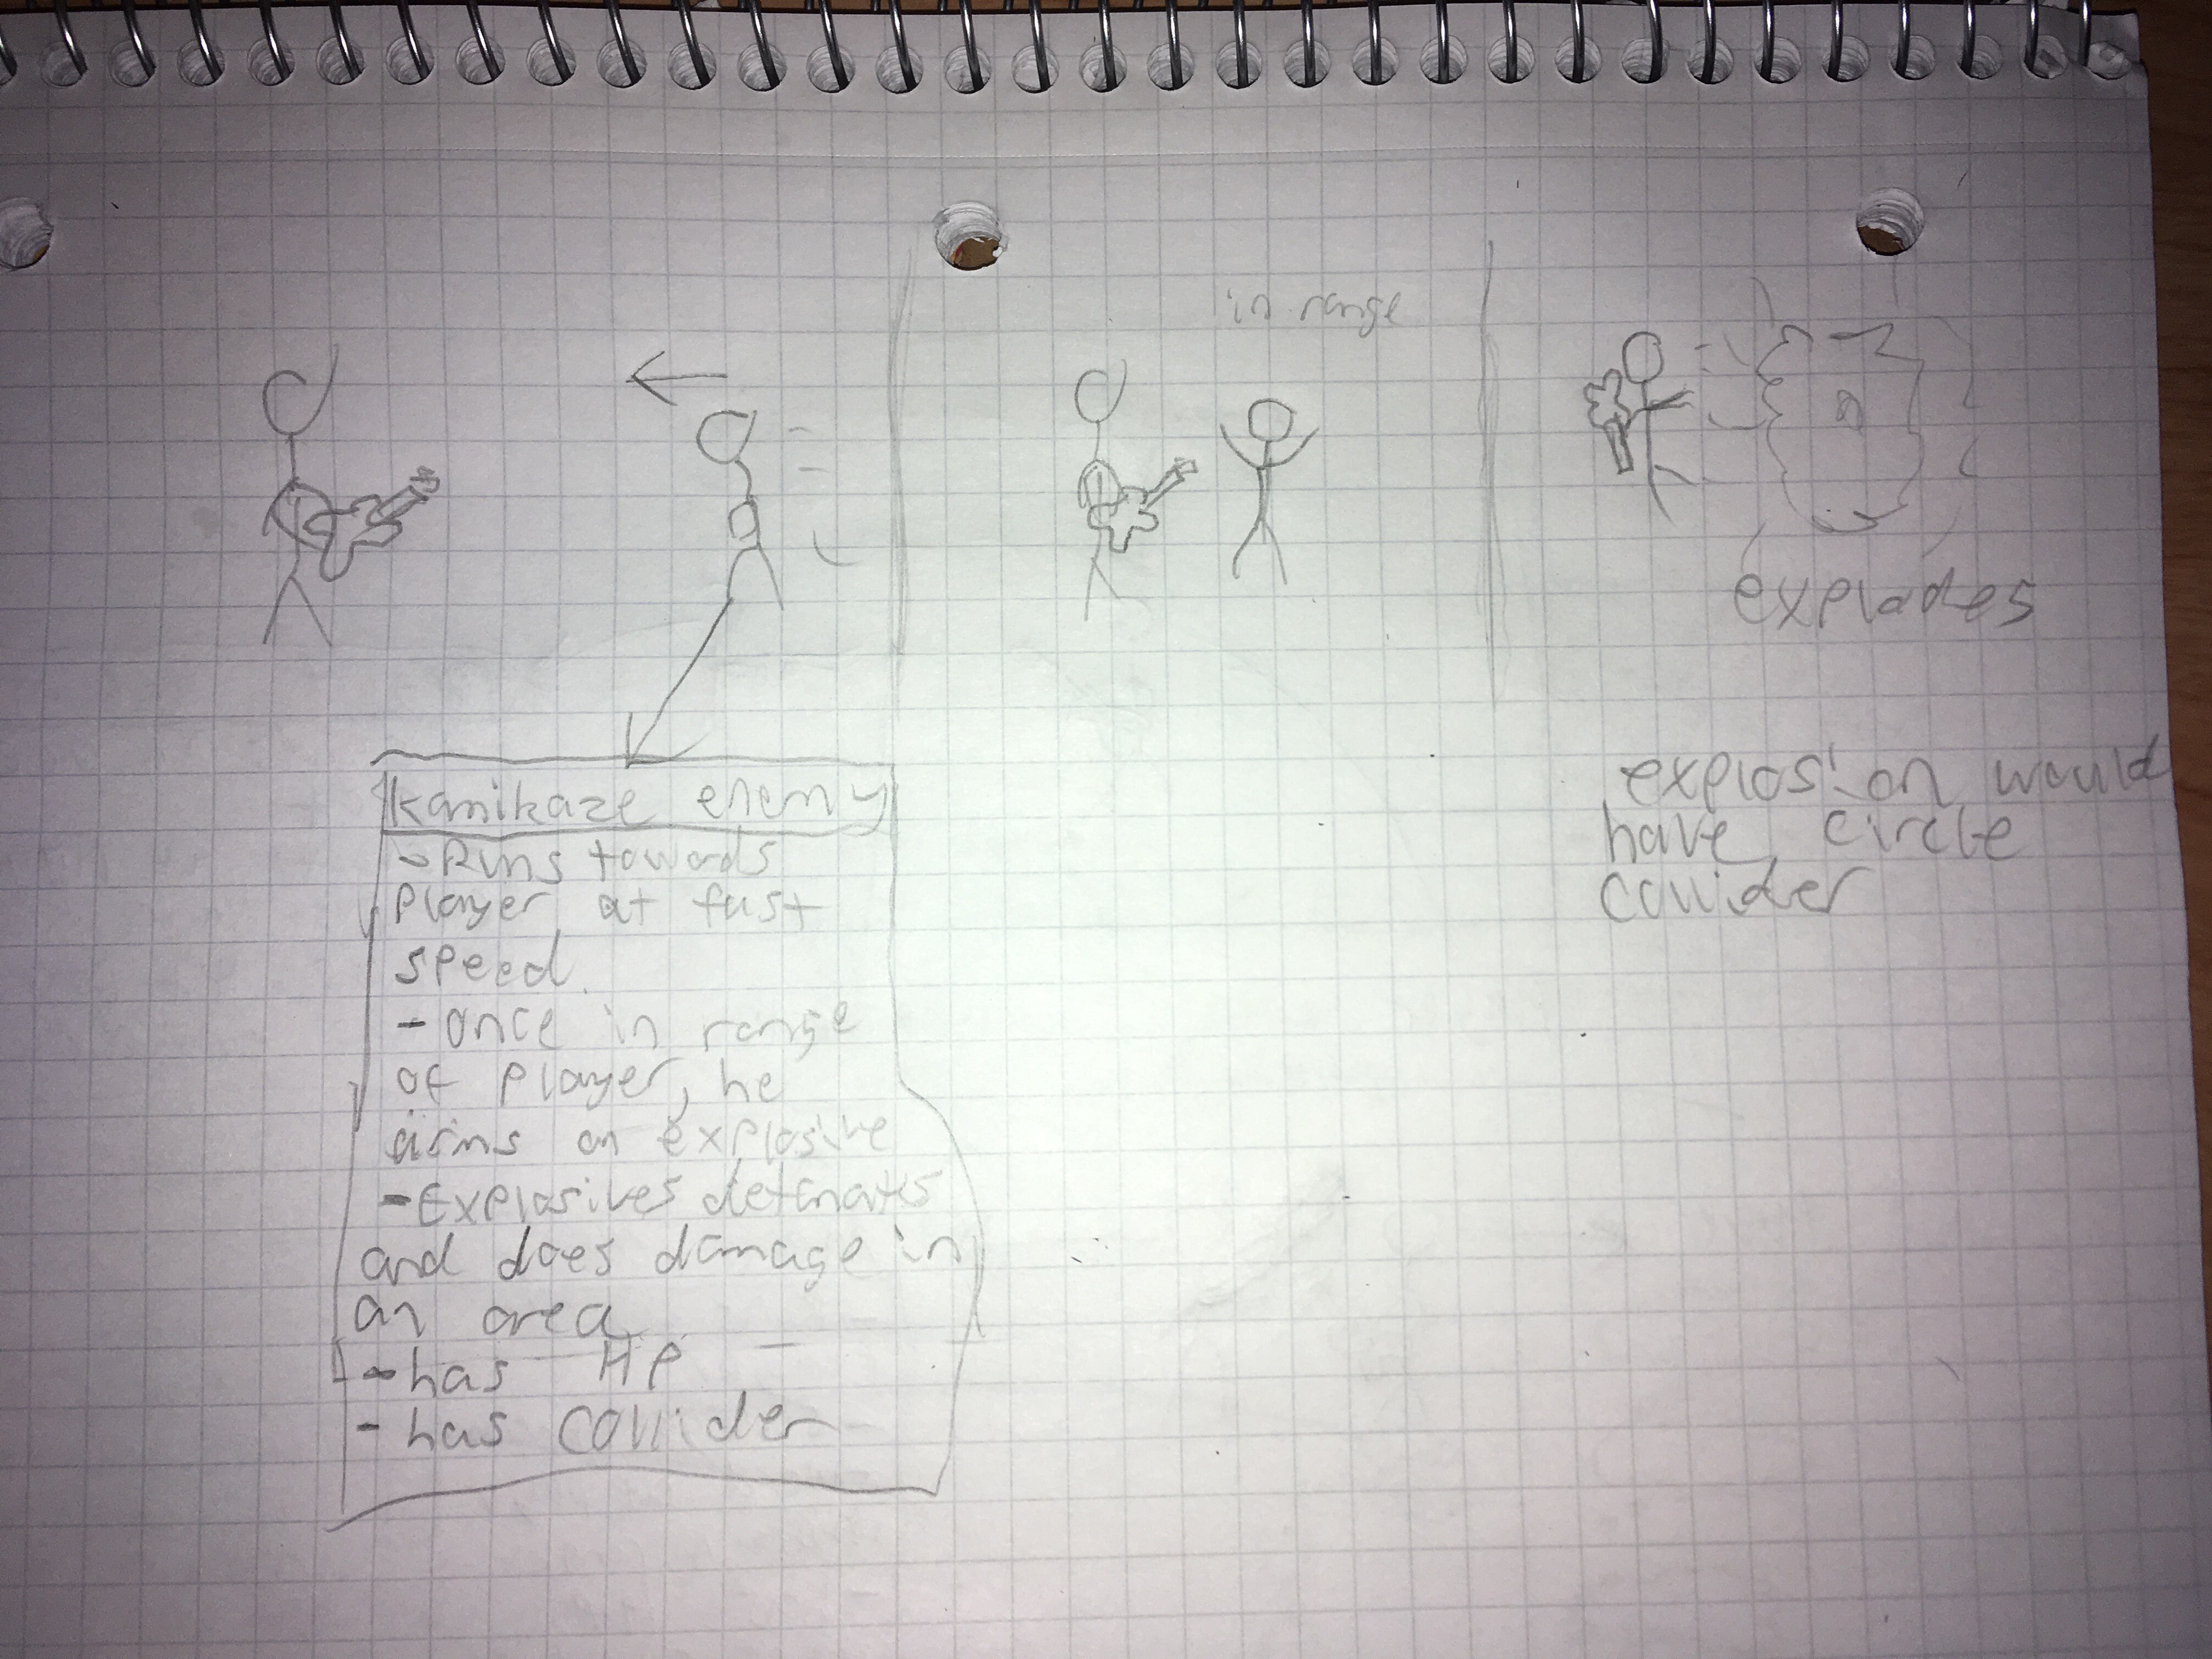 in range
explodes
kamikaze enemy
- Runs towards
player at fast
speed.
- once in range
of player, he
arms an explosive
- Explosives detonates
and does damage in
an area
- has HP
- has collider
explosion would
have circle
collider